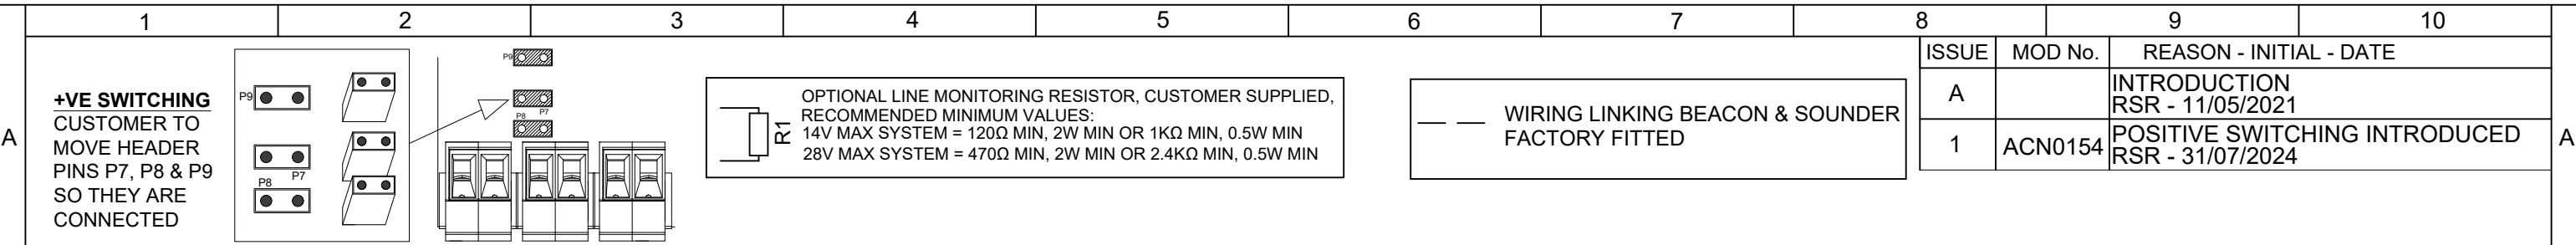 1 2 3 4 5 6 7 8 9 10
A
+VE SWITCHING
CUSTOMER TO
MOVE HEADER
PINS P7, P8 & P9
SO THEY ARE
CONNECTED
P9
P7
P8
P9
P7
P8
R1
OPTIONAL LINE MONITORING RESISTOR, CUSTOMER SUPPLIED,
RECOMMENDED MINIMUM VALUES:
14V MAX SYSTEM = 120Ω MIN, 2W MIN OR 1KΩ MIN, 0.5W MIN
28V MAX SYSTEM = 470Ω MIN, 2W MIN OR 2.4KΩ MIN, 0.5W MIN
WIRING LINKING BEACON & SOUNDER
FACTORY FITTED
ISSUE MOD No. REASON - INITIAL - DATE
A INTRODUCTION
RSR - 11/05/2021
1 ACN0154 POSITIVE SWITCHING INTRODUCED
RSR - 31/07/2024
A